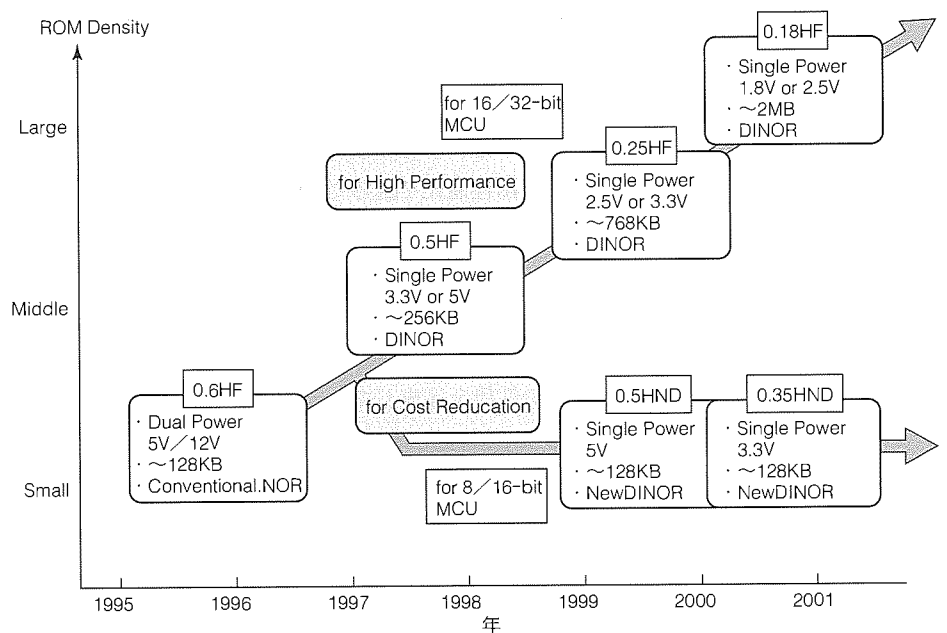 ROM Density
Large
Middle
Small
0.18HF
・Single Power
1.8V or 2.5V
・～2MB
・DINOR
for 16／32-bit
MCU
0.25HF
・Single Power
2.5V or 3.3V
・～768KB
・DINOR
for High Performance
0.5HF
・Single Power
3.3V or 5V
・～256KB
・DINOR
0.6HF
・Dual Power
5V／12V
・～128KB
・Conventional.NOR
for Cost Reducation
0.5HND
・Single Power
5V
・～128KB
・NewDINOR
0.35HND
・Single Power
3.3V
・～128KB
・NewDINOR
for 8／16-bit
MCU
1995 1996 1997 1998 1999 2000 2001
年